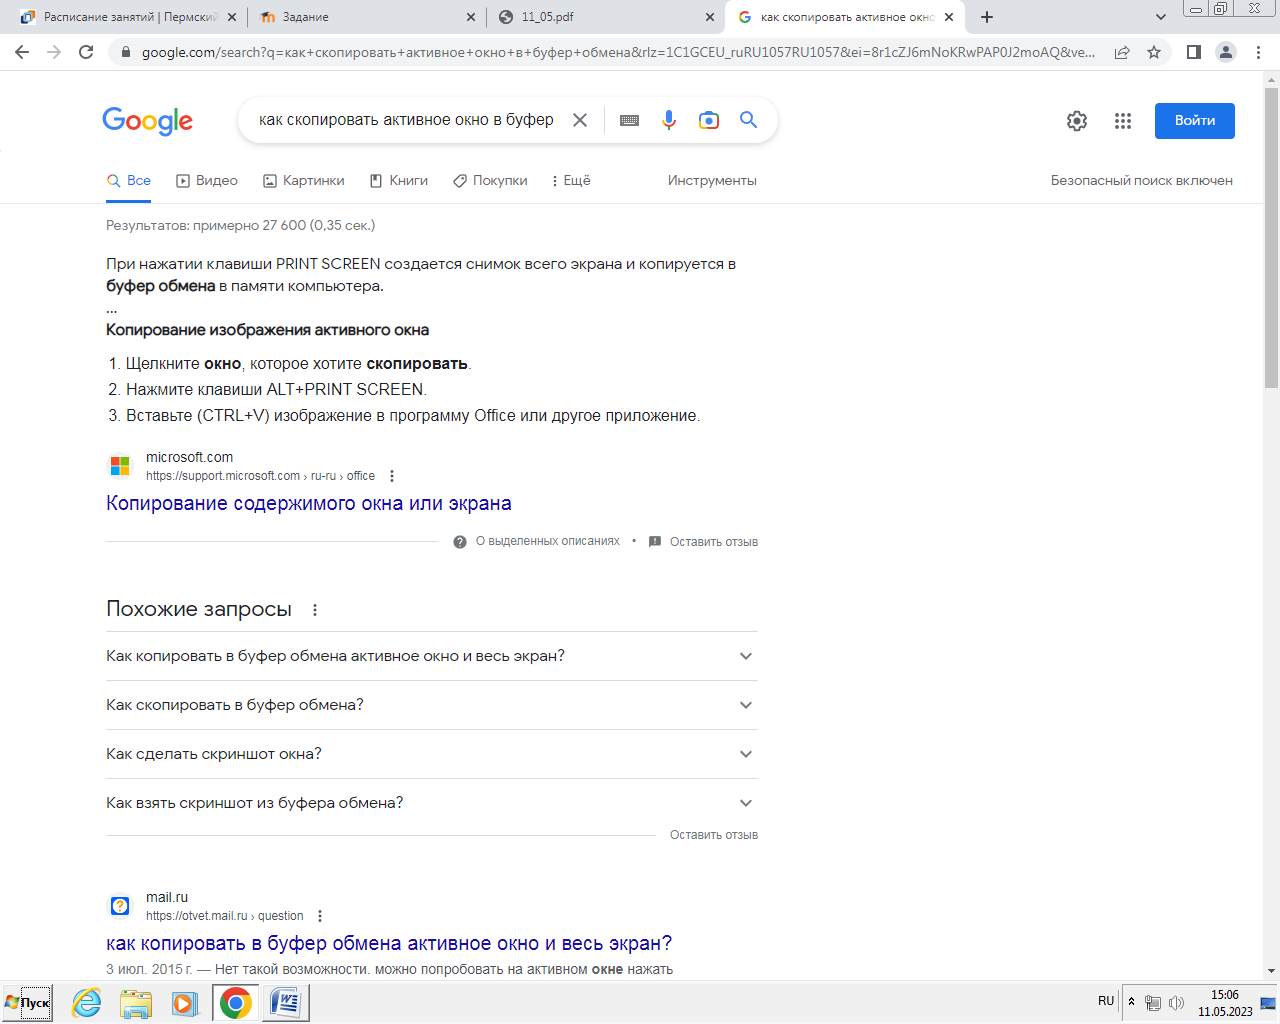 Расписание занятий | Пермский
Задание
11_05.pdf
как скопировать активное окно
google.com/search?q=как+скопировать+активное+окно+в+буфер+обмена&rlz=1C1GCEU_ruRU1057RU1057&ei=8r1cZJ6mNoKRwPAP0J2moAQ&ve...
Google
как скопировать активное окно в буфер
Войти
Все
Видео
Картинки
Книги
Покупки
Ещё
Инструменты
Безопасный поиск включен
Результатов: примерно 27 600 (0,35 сек.)
При нажатии клавиши PRINT SCREEN создается снимок всего экрана и копируется в
буфер обмена в памяти компьютера.
...
Копирование изображения активного окна
1. Щелкните окно, которое хотите скопировать.
2. Нажмите клавиши ALT+PRINT SCREEN.
3. Вставьте (CTRL+V) изображение в программу Office или другое приложение.
microsoft.com
https://support.microsoft.com › ru-ru › office
Копирование содержимого окна или экрана
О выделенных описаниях • Оставить отзыв
Похожие запросы
Как копировать в буфер обмена активное окно и весь экран?
Как скопировать в буфер обмена?
Как сделать скриншот окна?
Как взять скриншот из буфера обмена?
Оставить отзыв
mail.ru
https://otvet.mail.ru › question
как копировать в буфер обмена активное окно и весь экран?
3 июл. 2015 г. — Нет такой возможности. можно попробовать на активном окне нажать
Пуск
RU
15:06
11.05.2023